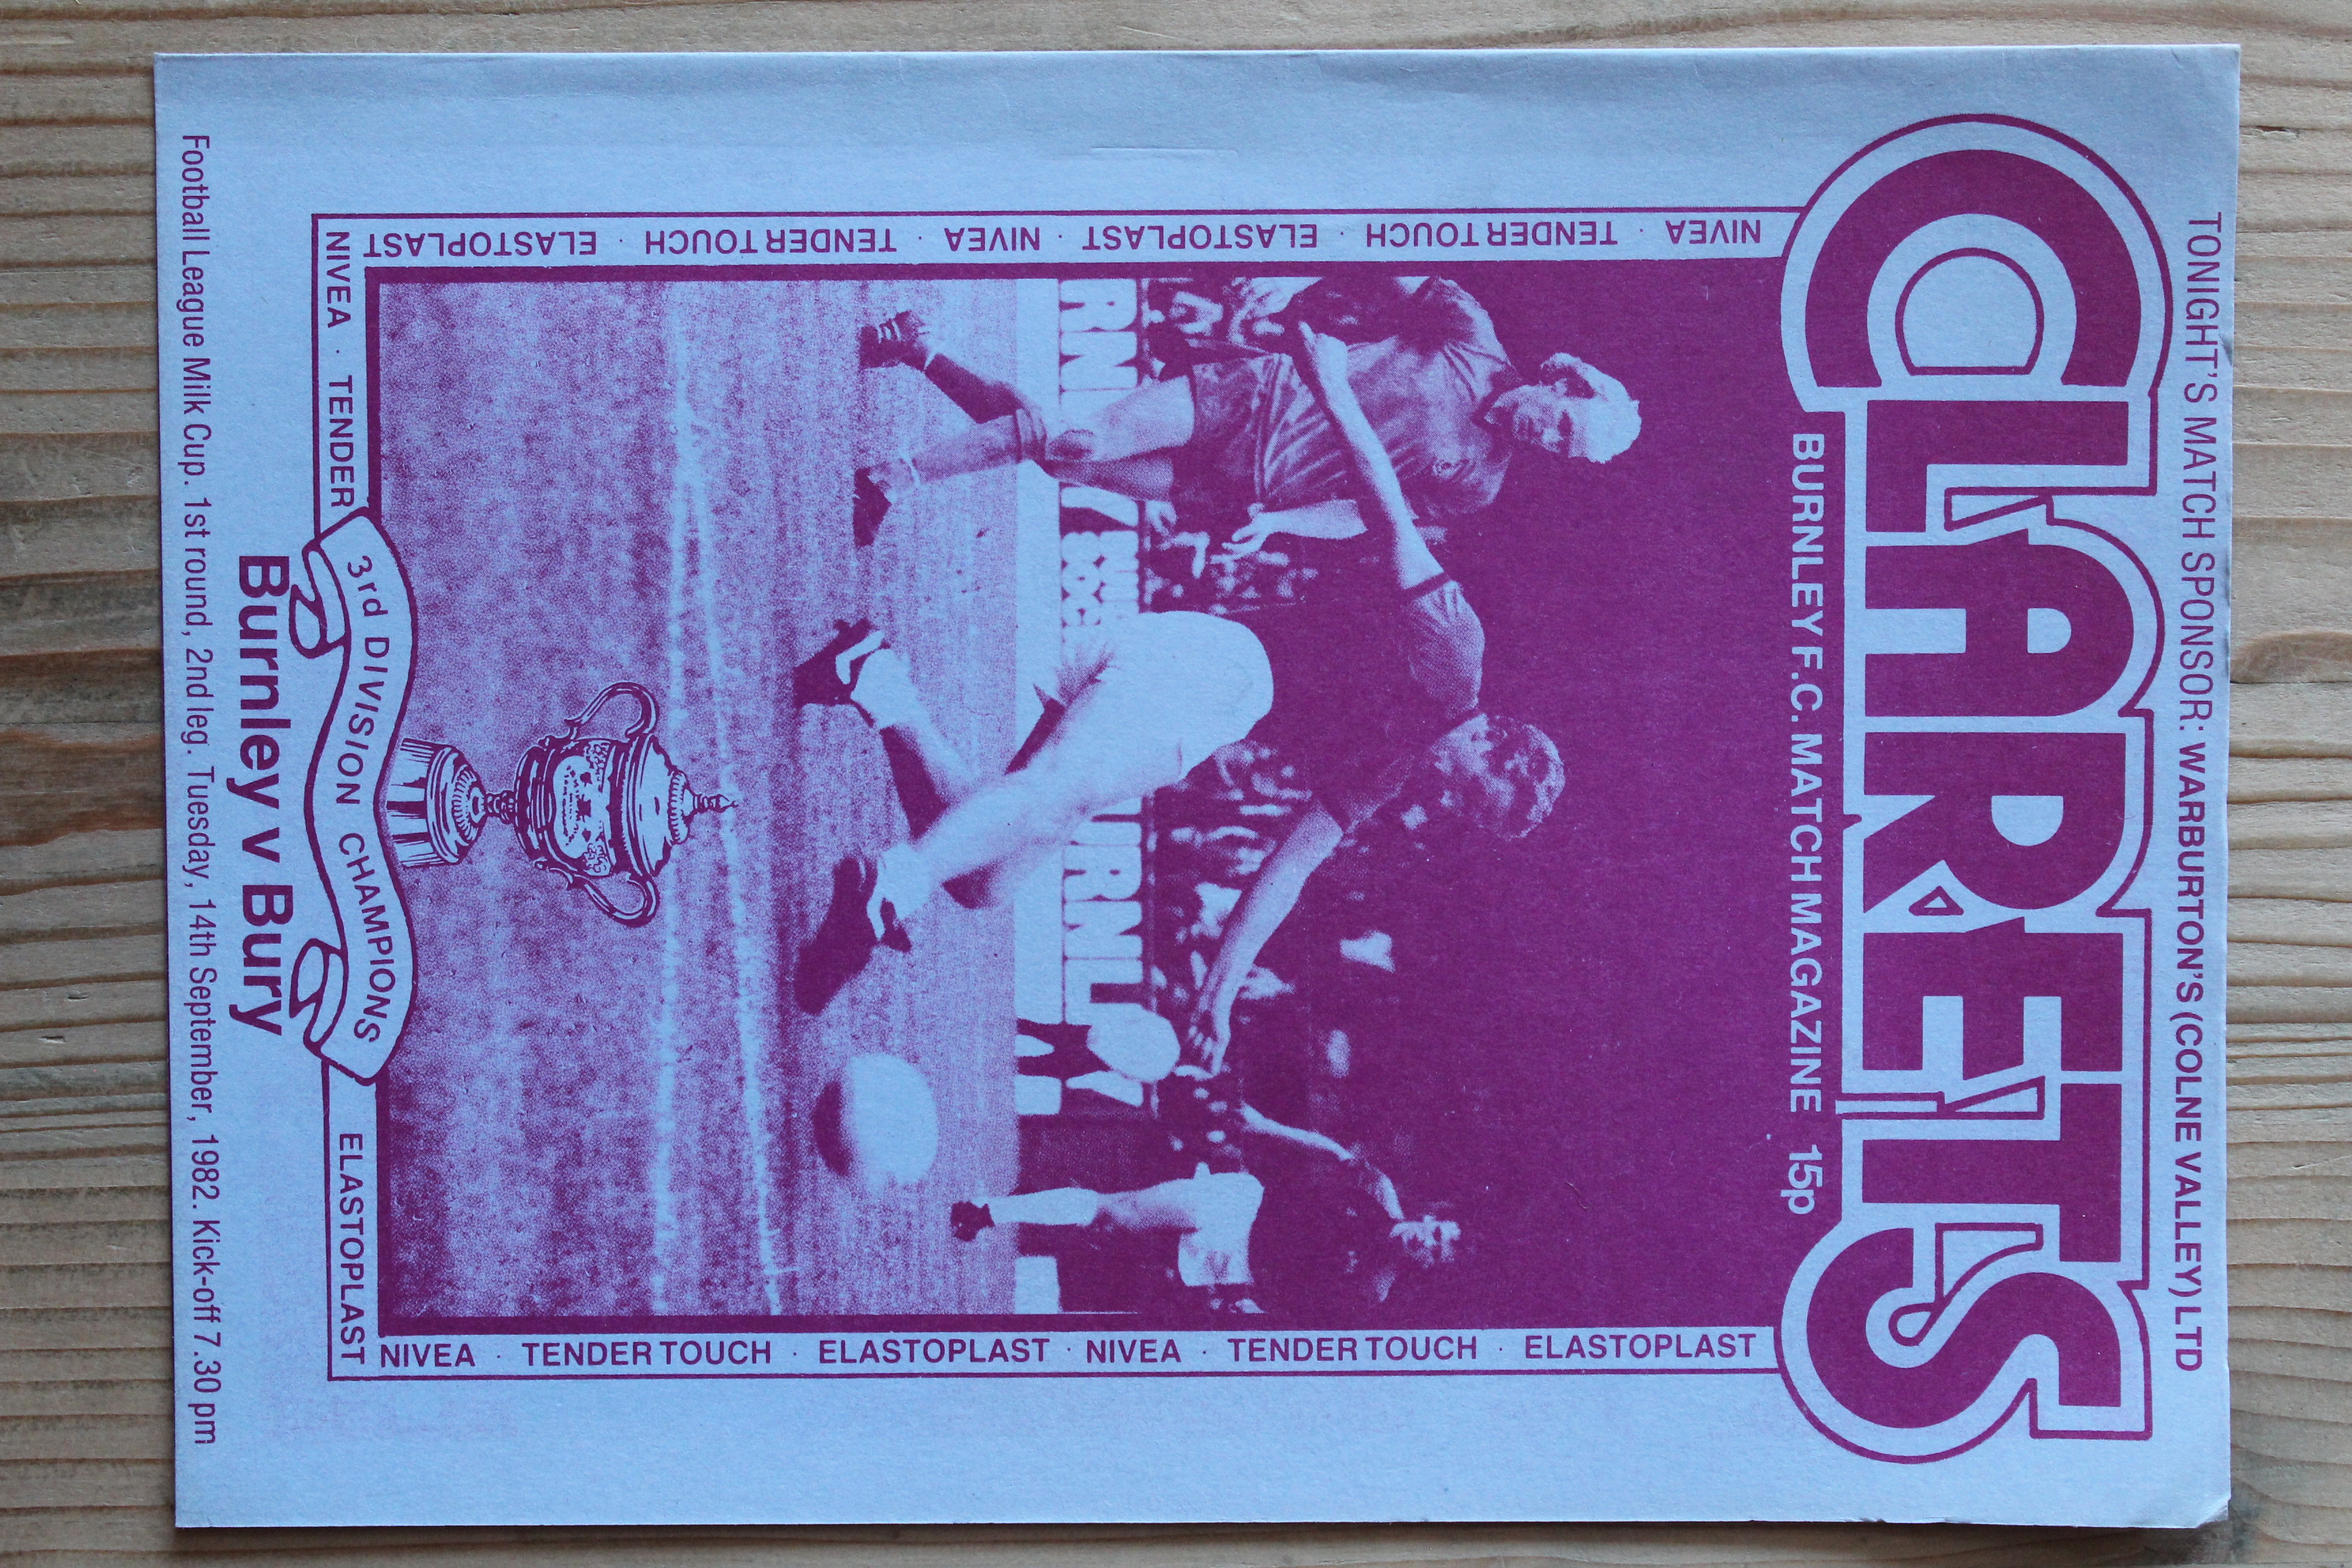 TONIGHT'S MATCH SPONSOR: WARBURTON'S (COLNE VALLEY) LTD
CLARETS
BURNLEY F.C. MATCH MAGAZINE 15p
NIVEA · TENDER TOUCH · ELASTOPLAST · NIVEA · TENDER TOUCH · ELASTOPLAST
NIVEA · TENDER TOUCH · ELASTOPLAST · NIVEA · TENDER TOUCH · ELASTOPLAST
NIVEA · TENDER
ELASTOPLAST
3rd DIVISION CHAMPIONS
Burnley v Bury
Football League Milk Cup. 1st round, 2nd leg. Tuesday, 14th September, 1982. Kick-off 7.30 pm